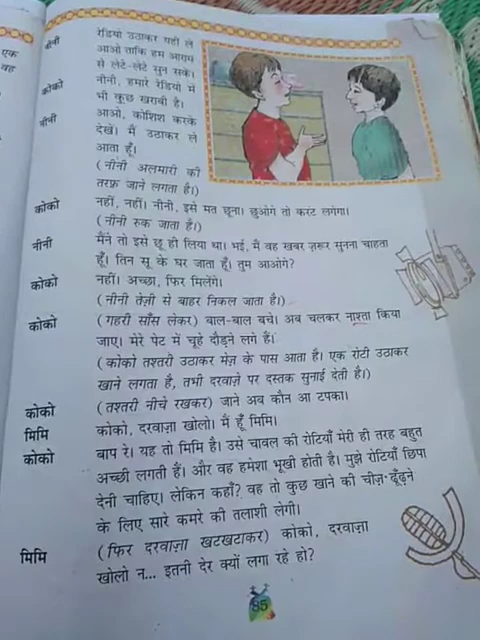 एक
वह
नीनी रेडियो उठाकर यहाँ ले
आओ ताकि हम आराम
से लेटे-लेटे सुन सकें।
कोको नीनी, हमारे रेडियो में
भी कुछ खराबी है।
नीनी आओ, कोशिश करके
देखें। मैं उठाकर ले
आता हूँ।
(नीनी अलमारी की
तरफ़ जाने लगता है।)
कोको नहीं, नहीं। नीनी, इसे मत छूना। छुओगे तो करंट लगेगा।
(नीनी रुक जाता है।)
नीनी मैंने तो इसे छू ही लिया था। भई, मैं वह खबर ज़रूर सुनना चाहता
हूँ। तिन सू के घर जाता हूँ। तुम आओगे?
कोको नहीं। अच्छा, फिर मिलेंगे।
(नीनी तेज़ी से बाहर निकल जाता है।)
कोको (गहरी साँस लेकर) बाल-बाल बचे। अब चलकर नाश्ता किया
जाए। मेरे पेट में चूहे दौड़ने लगे हैं।
(कोको तश्तरी उठाकर मेज़ के पास आता है। एक रोटी उठाकर
खाने लगता है, तभी दरवाज़े पर दस्तक सुनाई देती है।)
कोको (तश्तरी नीचे रखकर) जाने अब कौन आ टपका।
मिमि कोको, दरवाज़ा खोलो। मैं हूँ मिमि।
कोको बाप रे। यह तो मिमि है। उसे चावल की रोटियाँ मेरी ही तरह बहुत
अच्छी लगती हैं। और वह हमेशा भूखी होती है। मुझे रोटियाँ छिपा
देनी चाहिए। लेकिन कहाँ? वह तो कुछ खाने की चीज़ ढूँढ़ने
के लिए सारे कमरे की तलाशी लेगी।
मिमि (फिर दरवाज़ा खटखटाकर) कोको, दरवाज़ा
खोलो न... इतनी देर क्यों लगा रहे हो?
85